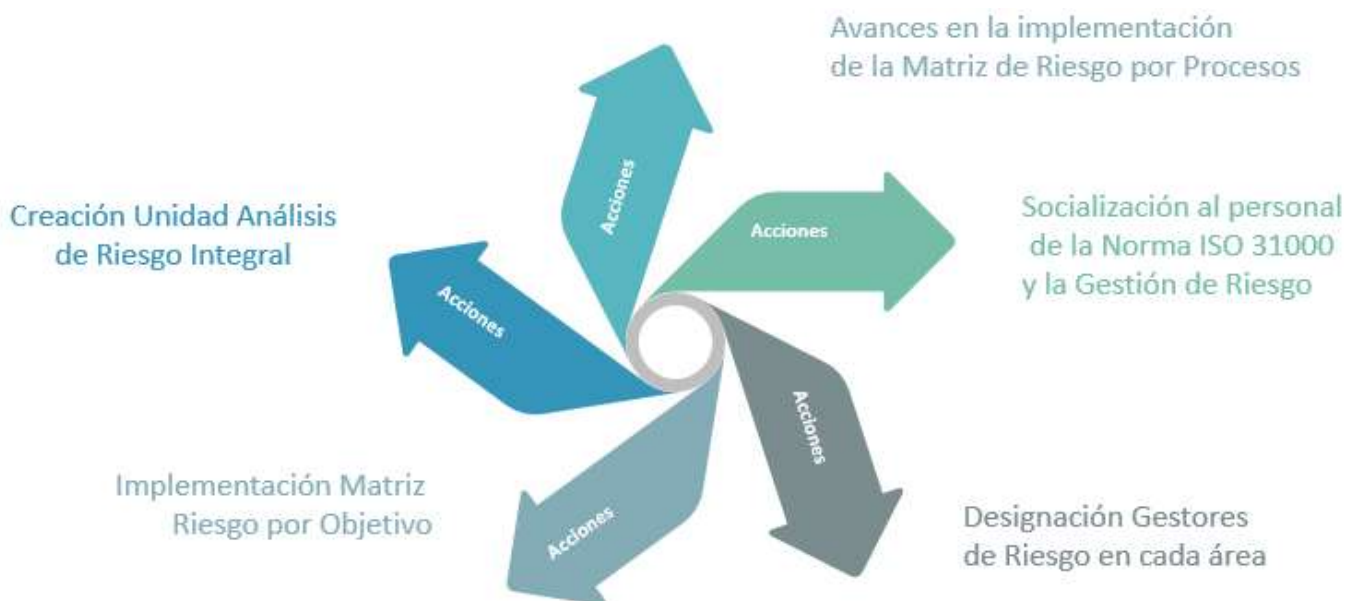 Avances en la implementación
de la Matriz de Riesgo por Procesos
Acciones
Socialización al personal
de la Norma ISO 31000
y la Gestión de Riesgo
Acciones
Creación Unidad Análisis
de Riesgo Integral
Acciones
Acciones
Designación Gestores
de Riesgo en cada área
Implementación Matriz
Riesgo por Objetivo
Acciones